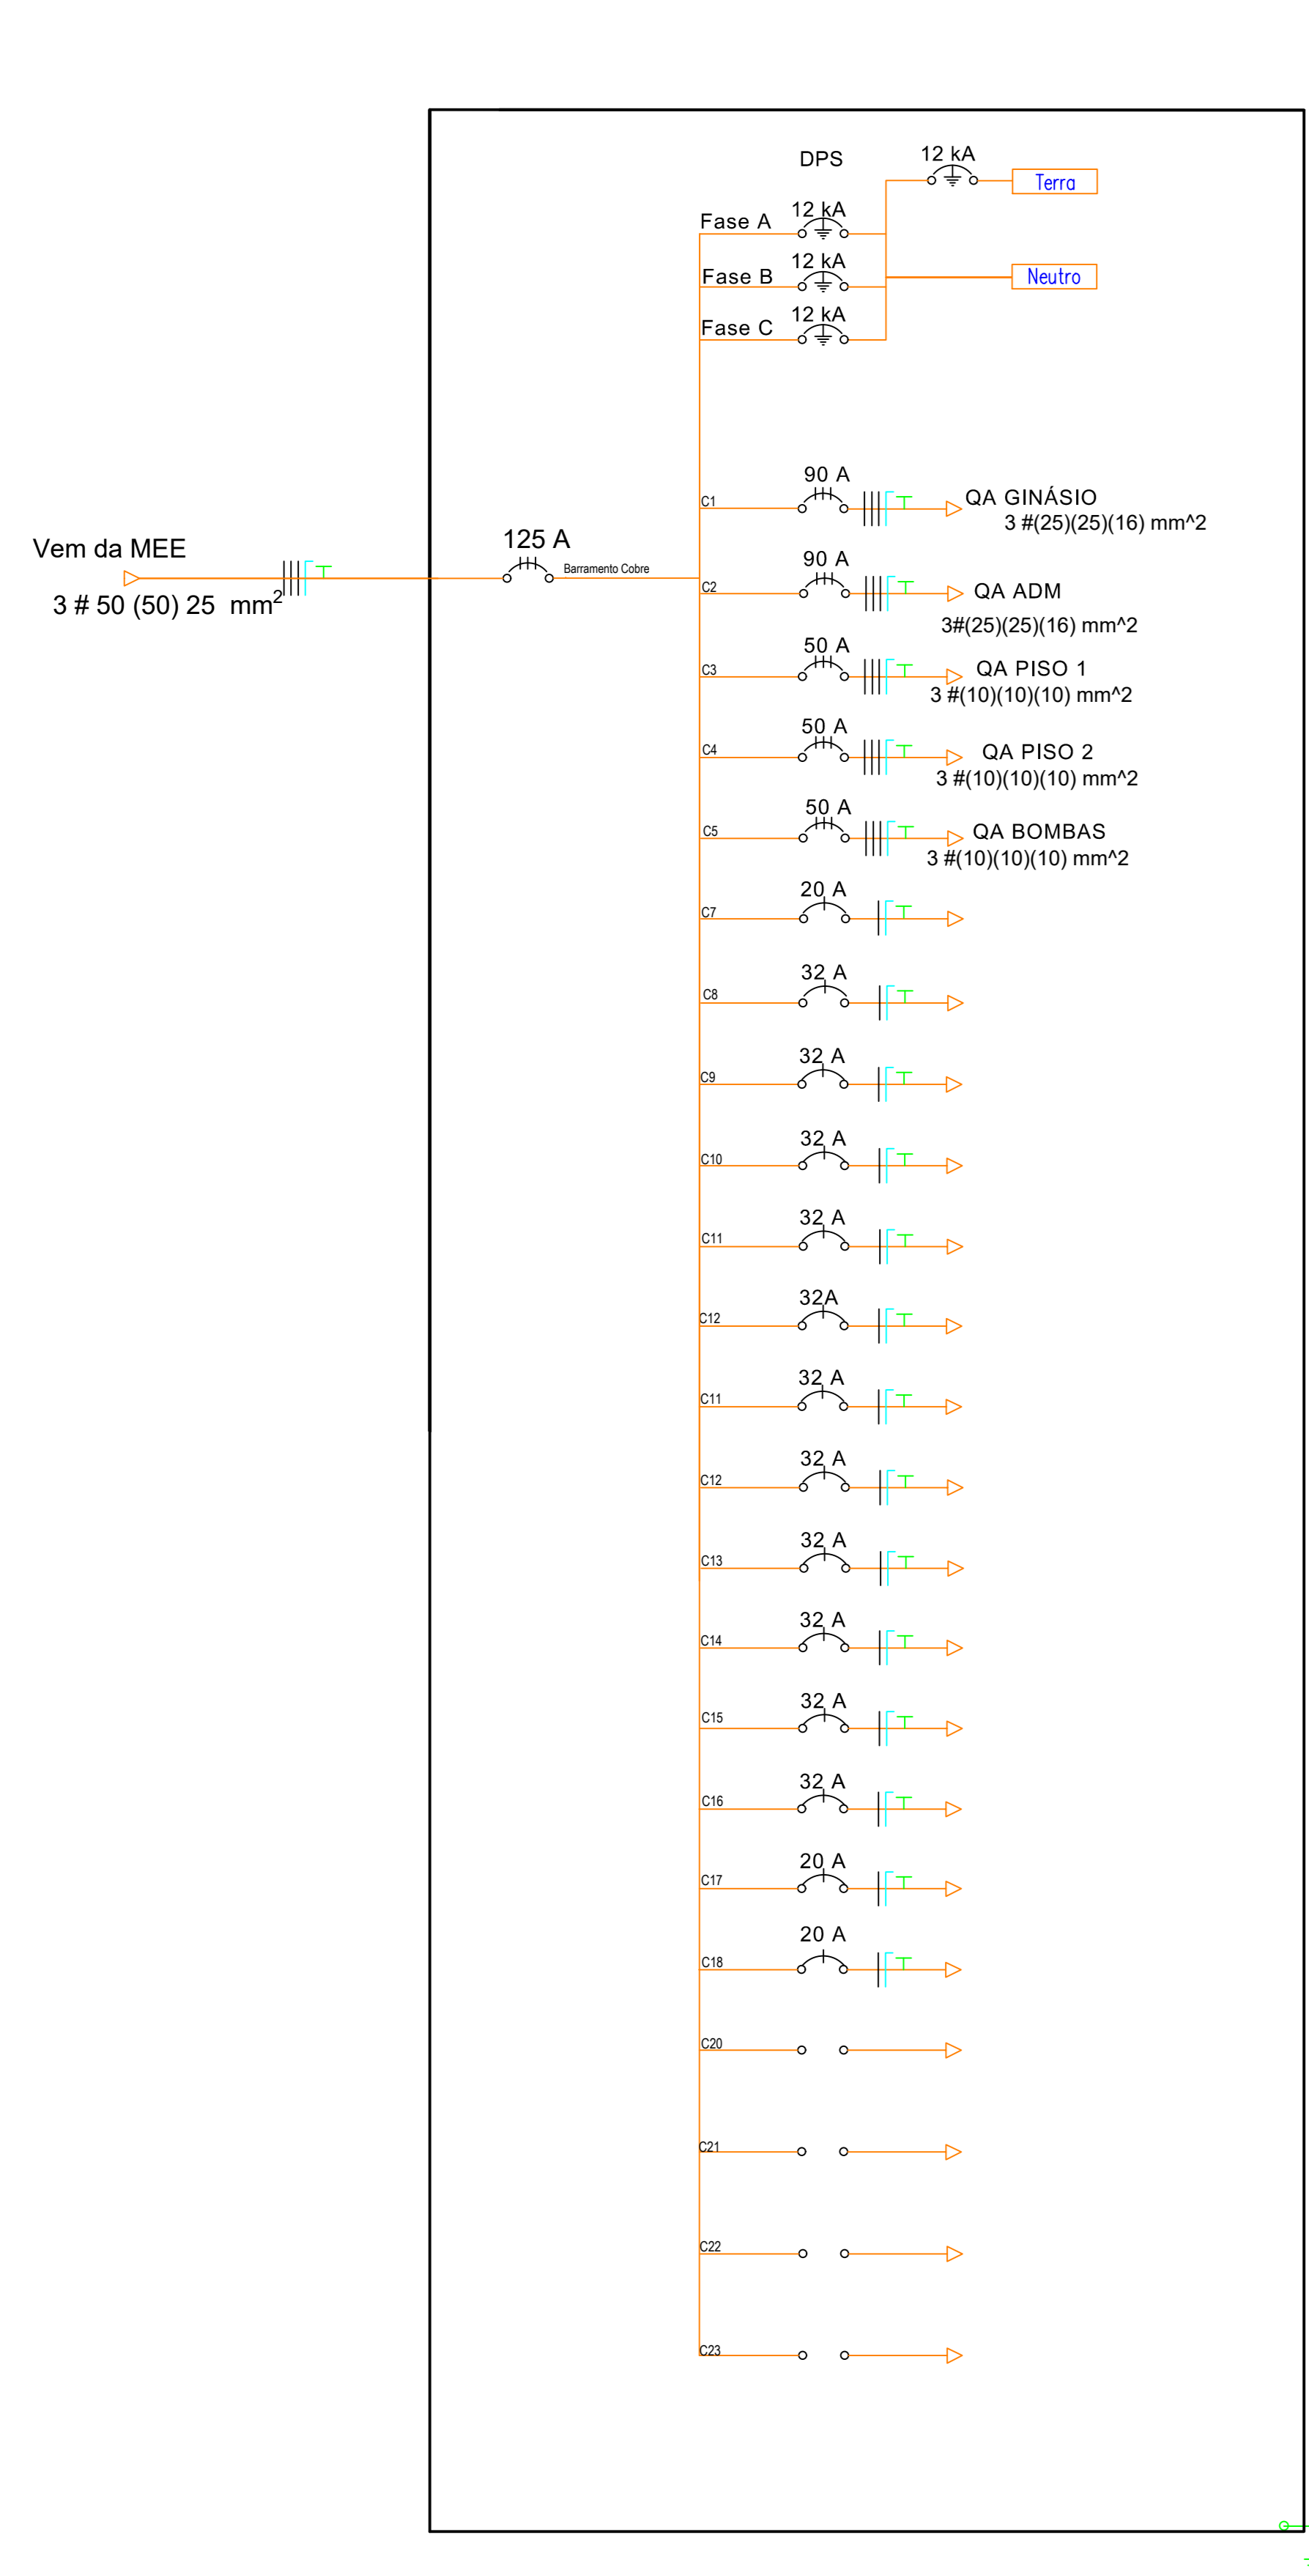 DPS
12 kA
Terra
12 kA
Fase A
12 kA
Fase B
Neutro
12 kA
Fase C
90 A
C1
QA GINÁSIO
3 #(25)(25)(16) mm^2
125 A
Vem da MEE
Barramento Cobre
3 # 50 (50) 25 mm2
90 A
C2
QA ADM
3#(25)(25)(16) mm^2
50 A
C3
QA PISO 1
3 #(10)(10)(10) mm^2
50 A
C4
QA PISO 2
3 #(10)(10)(10) mm^2
50 A
C5
QA BOMBAS
3 #(10)(10)(10) mm^2
20 A
C7
32 A
C8
32 A
C9
32 A
C10
32 A
C11
32A
C12
32 A
C11
32 A
C12
32 A
C13
32 A
C14
32 A
C15
32 A
C16
20 A
C17
20 A
C18
C20
C21
C22
C23